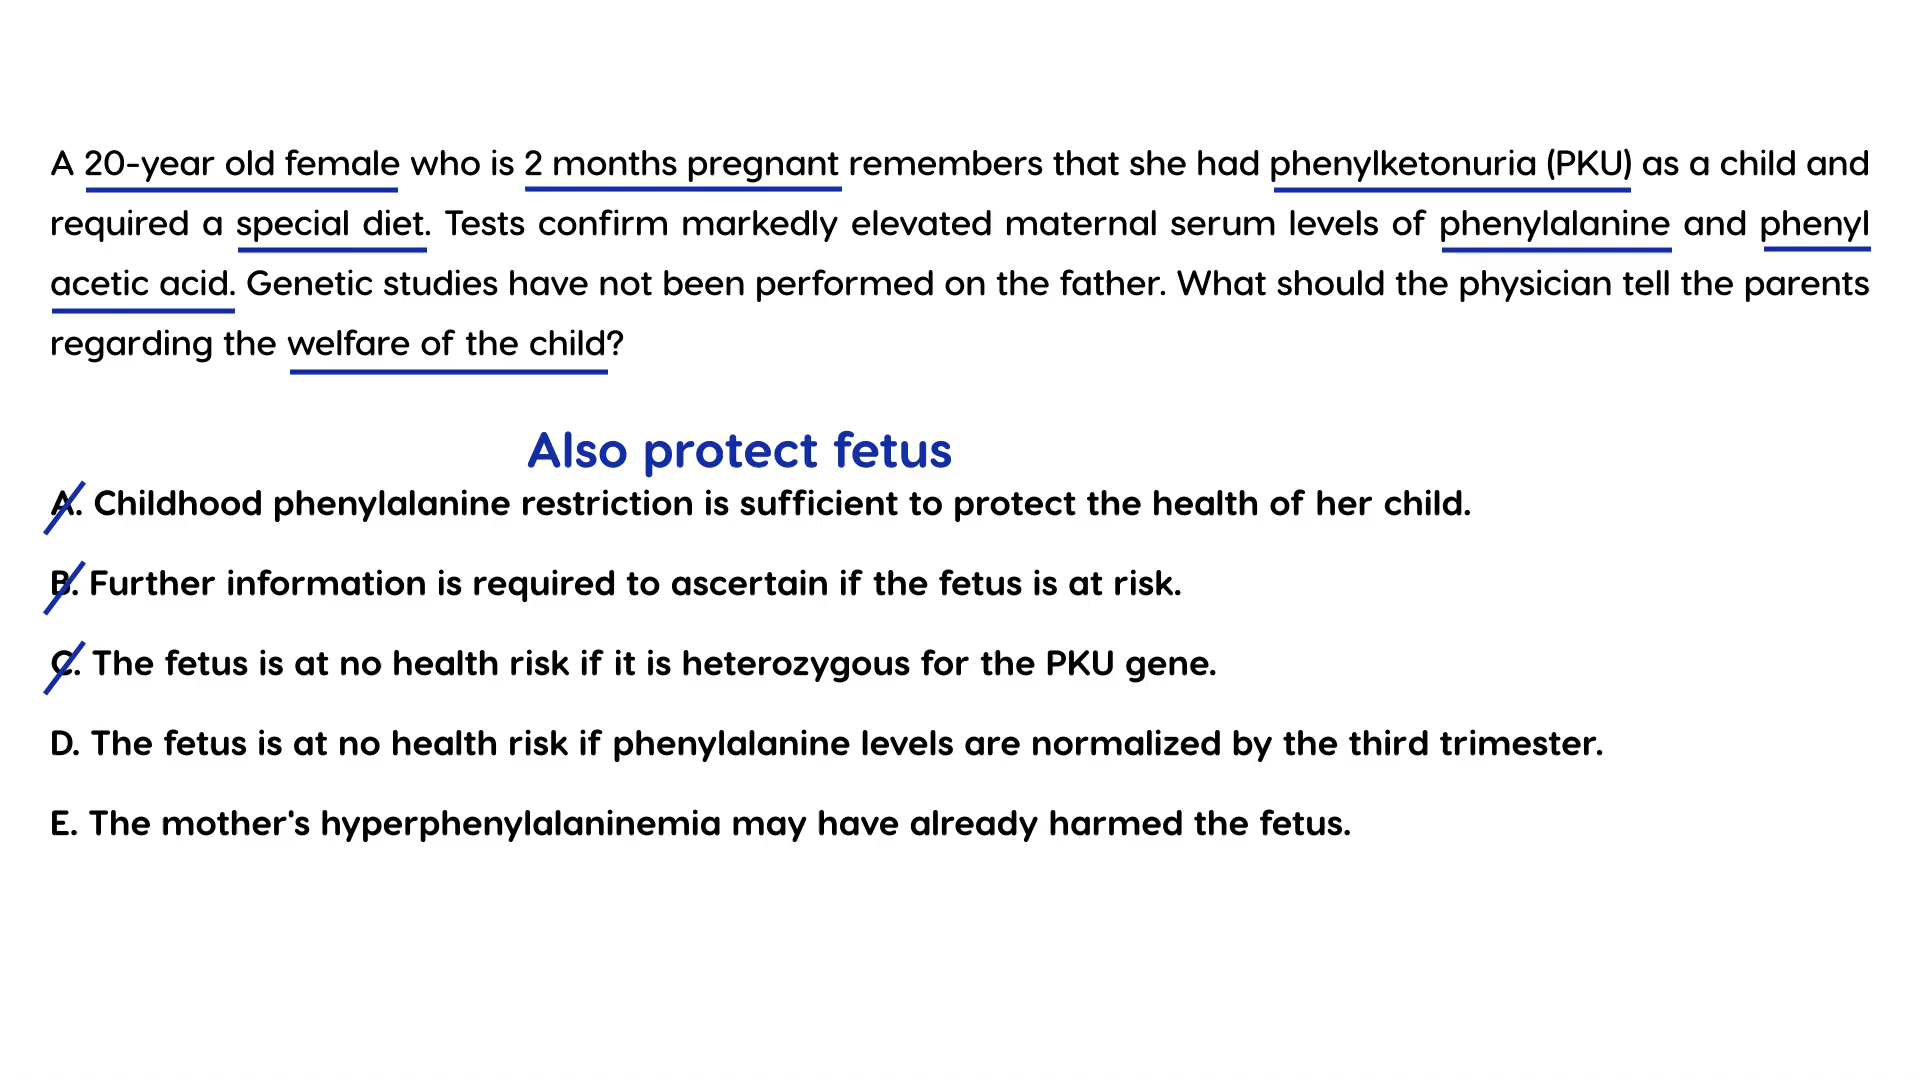 A 20-year old female who is 2 months pregnant remembers that she had phenylketonuria (PKU) as a child and
required a special diet. Tests confirm markedly elevated maternal serum levels of phenylalanine and phenyl
acetic acid. Genetic studies have not been performed on the father. What should the physician tell the parents
regarding the welfare of the child?
Also protect fetus
A. Childhood phenylalanine restriction is sufficient to protect the health of her child.
B. Further information is required to ascertain if the fetus is at risk.
C. The fetus is at no health risk if it is heterozygous for the PKU gene.
D. The fetus is at no health risk if phenylalanine levels are normalized by the third trimester.
E. The mother's hyperphenylalaninemia may have already harmed the fetus.